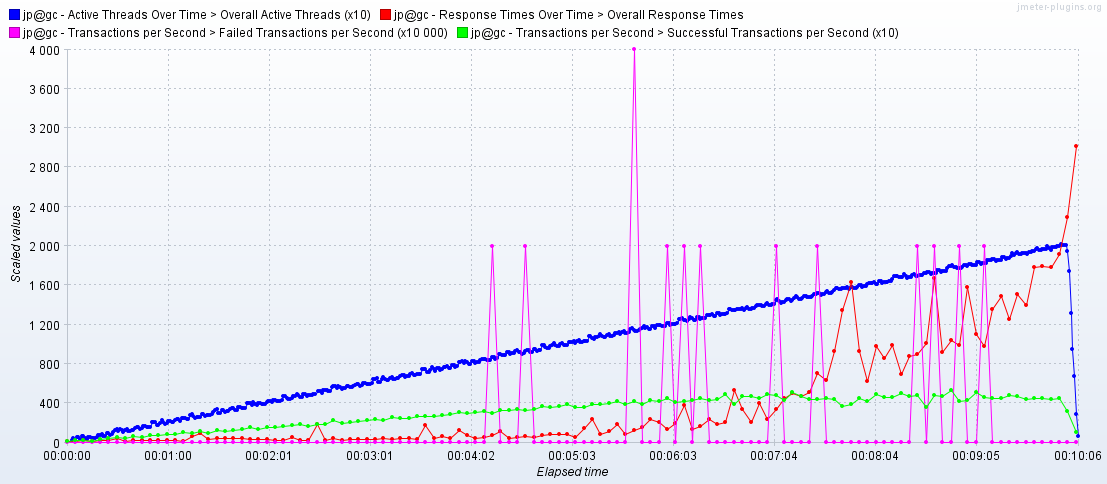 jmeter-plugins.org
jp@gc - Active Threads Over Time > Overall Active Threads (x10) jp@gc - Response Times Over Time > Overall Response Times
jp@gc - Transactions per Second > Failed Transactions per Second (x10 000) jp@gc - Transactions per Second > Successful Transactions per Second (x10)
4 000
3 600
3 200
2 800
2 400
2 000
1 600
1 200
800
400
0
Scaled values
00:00:00 00:01:01 00:02:01 00:03:01 00:04:02 00:05:03 00:06:03 00:07:04 00:08:04 00:09:05 00:10:06
Elapsed time